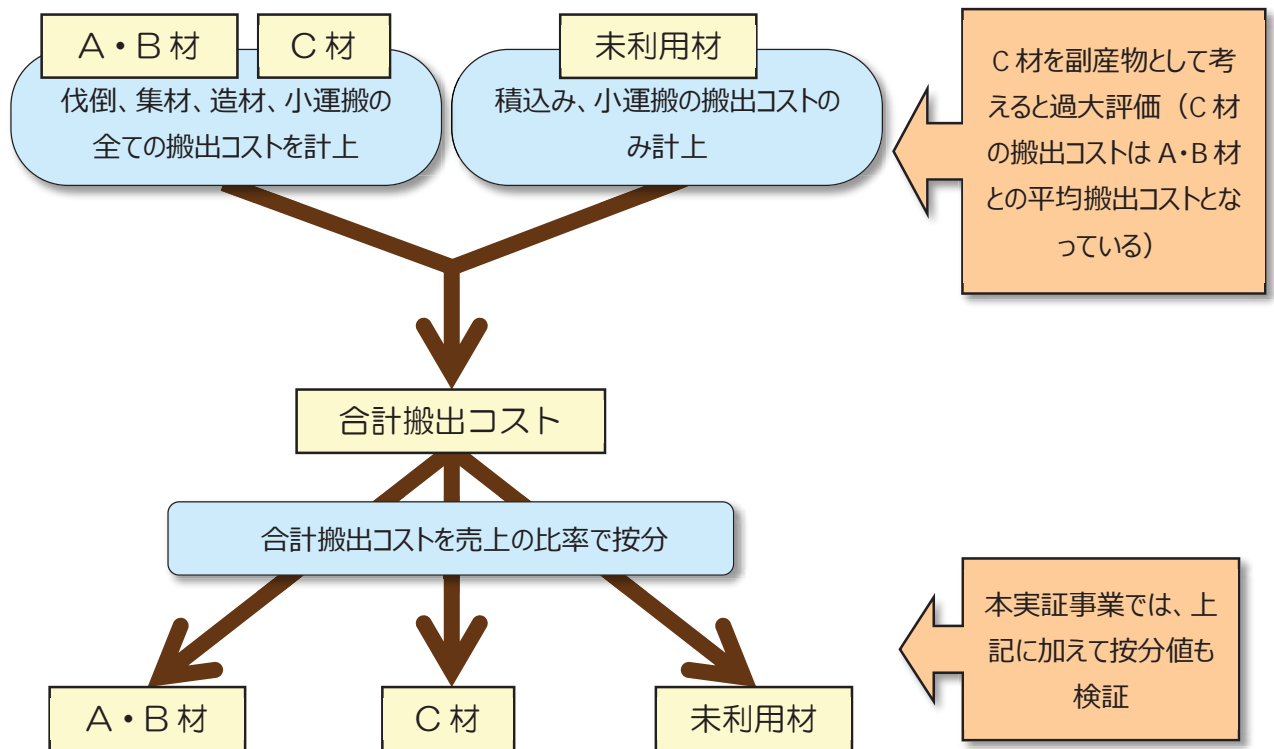 A・B材
C材
伐倒、集材、造材、小運搬の
全ての搬出コストを計上
未利用材
積込み、小運搬の搬出コストの
み計上
C材を副産物として考
えると過大評価（C材
の搬出コストはA・B材
との平均搬出コストとな
っている）
合計搬出コスト
合計搬出コストを売上の比率で按分
本実証事業では、上
記に加えて按分値も
検証
A・B材
C材
未利用材